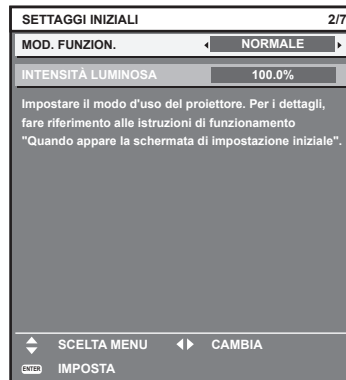 SETTAGGI INIZIALI 2/7
MOD. FUNZION. NORMALE
INTENSITÀ LUMINOSA 100.0%
Impostare il modo d'uso del proiettore. Per i dettagli,
fare riferimento alle istruzioni di funzionamento
"Quando appare la schermata di impostazione iniziale".
SCELTA MENU CAMBIA
ENTER IMPOSTA